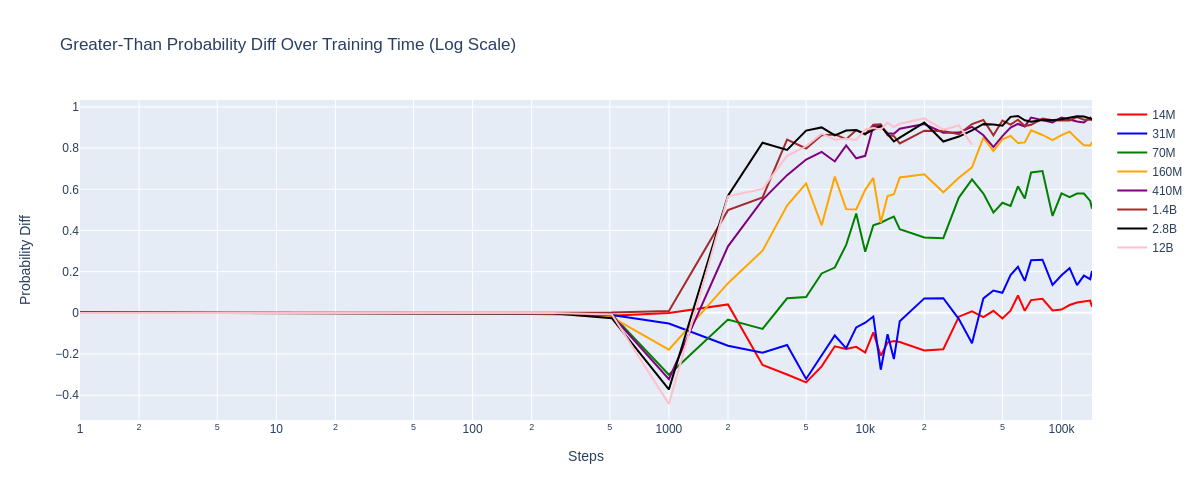 Greater-Than Probability Diff Over Training Time (Log Scale)
Probability Diff
1
0.8
0.6
0.4
0.2
0
−0.2
−0.4
1 2 5 10 2 5 100 2 5 1000 2 5 10k 2 5 100k
Steps
14M
31M
70M
160M
410M
1.4B
2.8B
12B